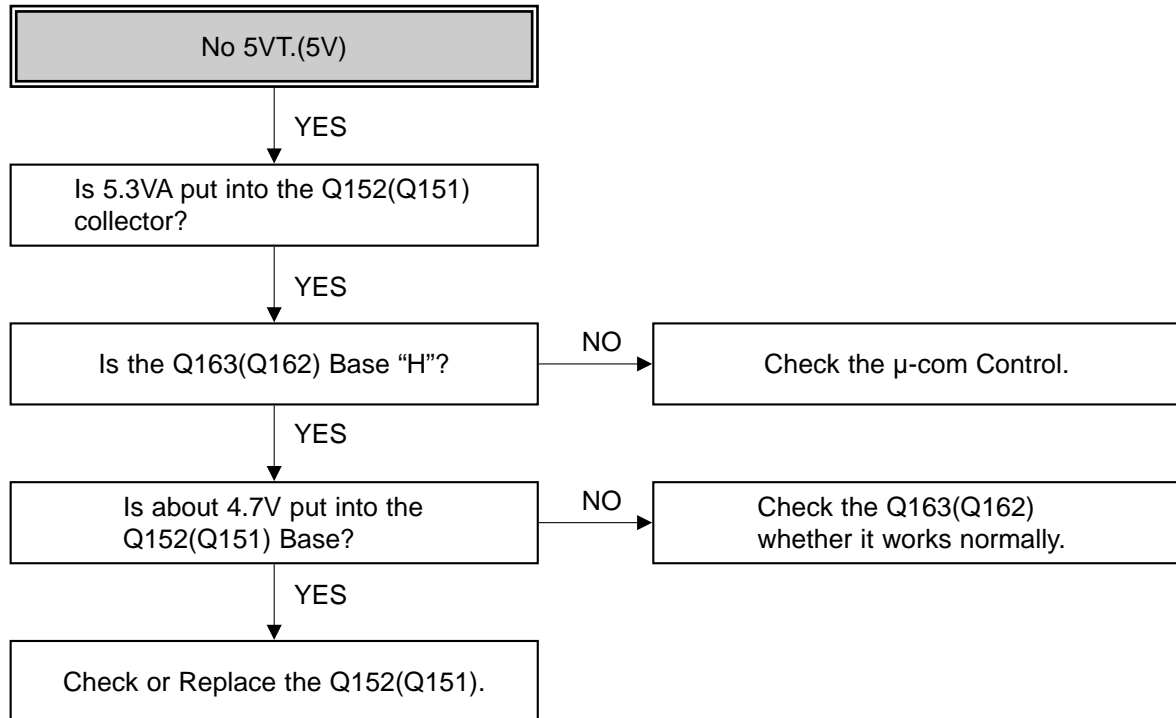 No 5VT.(5V)
YES
Is 5.3VA put into the Q152(Q151)
collector?
YES
Is the Q163(Q162) Base “H”?
NO
Check the µ-com Control.
YES
Is about 4.7V put into the
Q152(Q151) Base?
NO
Check the Q163(Q162)
whether it works normally.
YES
Check or Replace the Q152(Q151).